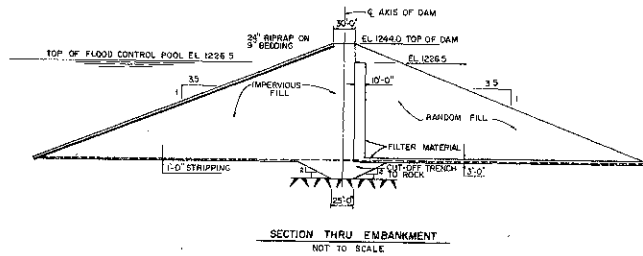 ℄ AXIS OF DAM
30'-0"
24" RIPRAP ON
9" BEDDING
EL 1244.0 TOP OF DAM
TOP OF FLOOD CONTROL POOL EL 1226.5
EL 1226.5
3.5
1
IMPERVIOUS
FILL
10'-0"
3.5
1
RANDOM FILL
FILTER MATERIAL
1'-0" STRIPPING
CUT-OFF TRENCH
TO ROCK
3'-0"
2
2
25'-0"
SECTION THRU EMBANKMENT
NOT TO SCALE